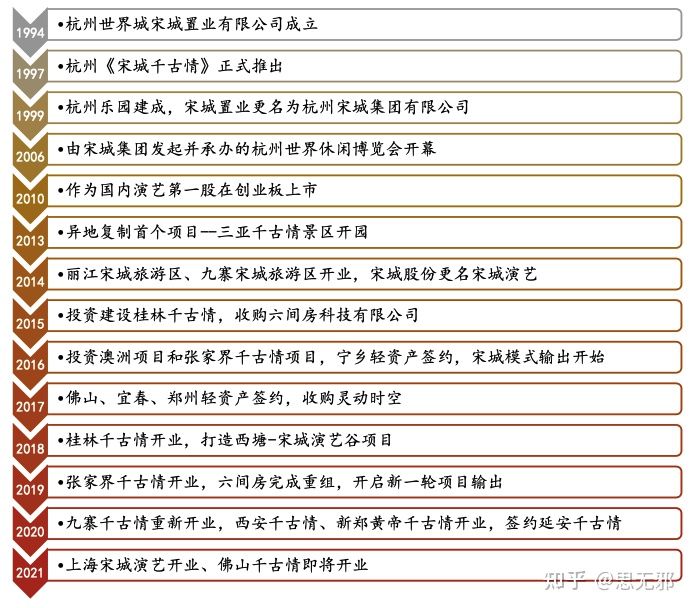 1994
•杭州世界城宋城置业有限公司成立
1997
•杭州《宋城千古情》正式推出
1999
•杭州乐园建成，宋城置业更名为杭州宋城集团有限公司
2006
•由宋城集团发起并承办的杭州世界休闲博览会开幕
2010
•作为国内演艺第一股在创业板上市
2013
•异地复制首个项目--三亚千古情景区开园
2014
•丽江宋城旅游区、九寨宋城旅游区开业，宋城股份更名宋城演艺
2015
•投资建设桂林千古情，收购六间房科技有限公司
2016
•投资澳洲项目和张家界千古情项目，宁乡轻资产签约，宋城模式输出开始
2017
•佛山、宜春、郑州轻资产签约，收购灵动时空
2018
•桂林千古情开业，打造西塘-宋城演艺谷项目
2019
•张家界千古情开业，六间房完成重组，开启新一轮项目输出
2020
•九寨千古情重新开业，西安千古情、新郑黄帝千古情开业，签约延安千古情
2021
•上海宋城演艺开业、佛山千古情即将开业
知乎 @思无邪